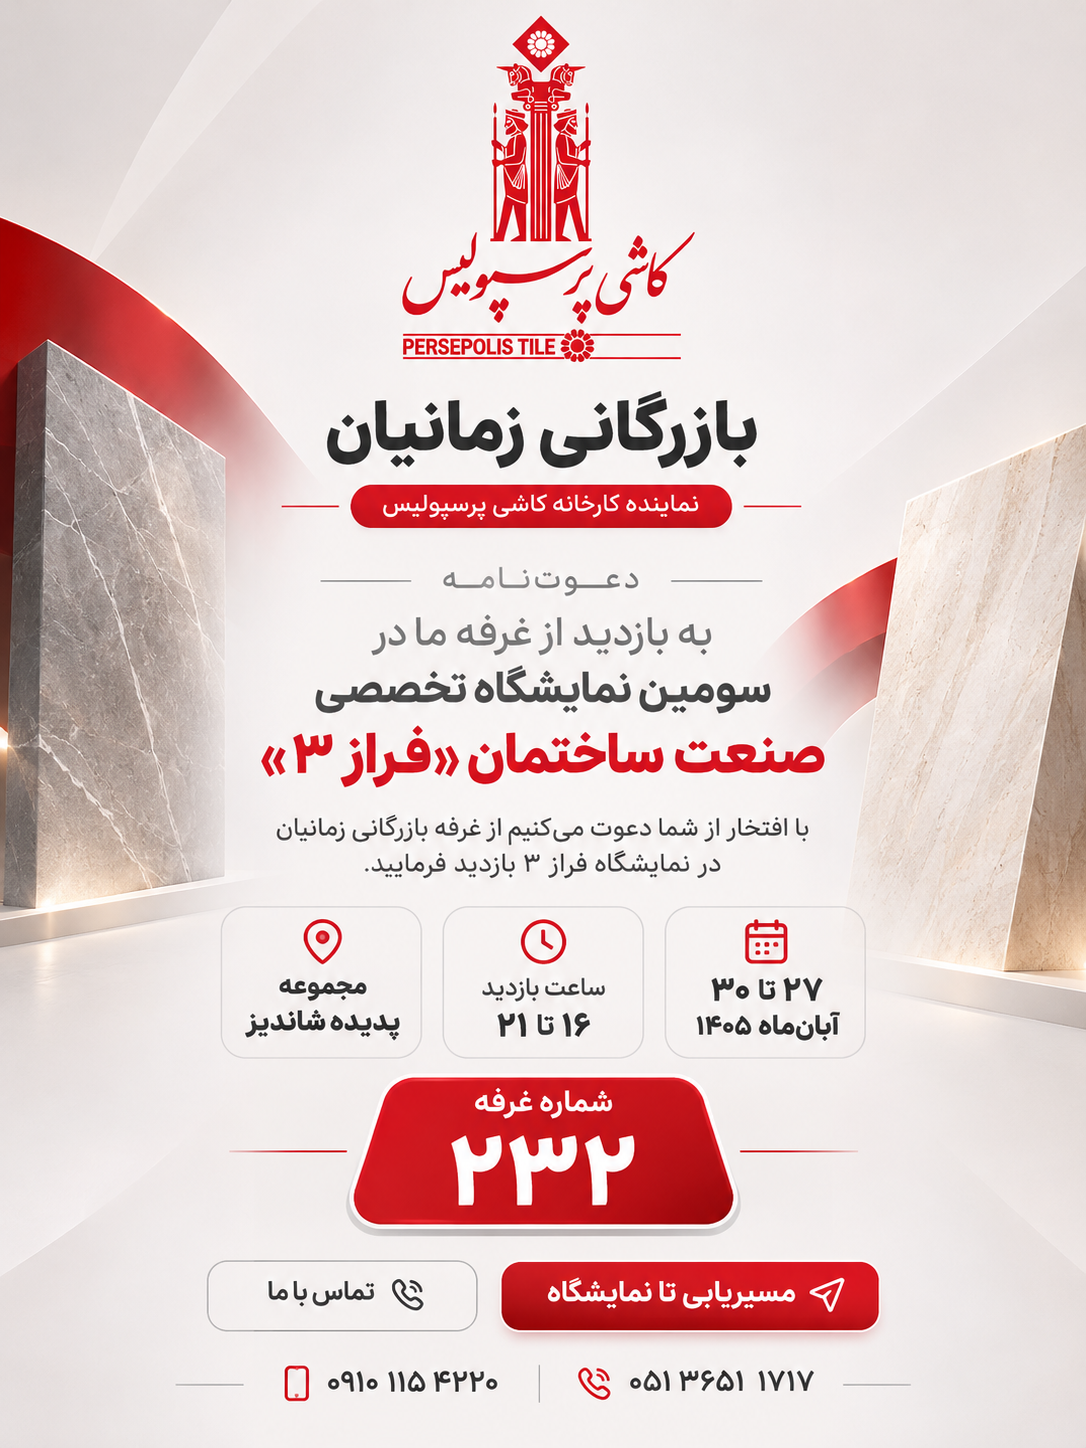 کاشی پرسپولیس
PERSEPOLIS TILE
بازرگانی زمانیان
نماینده کارخانه کاشی پرسپولیس
دعـــوت‌نـامــه
به بازدید از غرفه ما در
سومین نمایشگاه تخصصی
صنعت ساختمان «فراز ۳»
با افتخار از شما دعوت می‌کنیم از غرفه بازرگانی زمانیان
در نمایشگاه فراز ۳ بازدید فرمایید.
۲۷ تا ۳۰
آبان‌ماه ۱۴۰۵
ساعت بازدید
۱۶ تا ۲۱
مجموعه
پدیده شاندیز
شماره غرفه
۲۳۲
مسیریابی تا نمایشگاه
تماس با ما
۰۵۱ ۳۶۵۱ ۱۷۱۷
۰۹۱۰ ۱۱۵ ۴۲۲۰